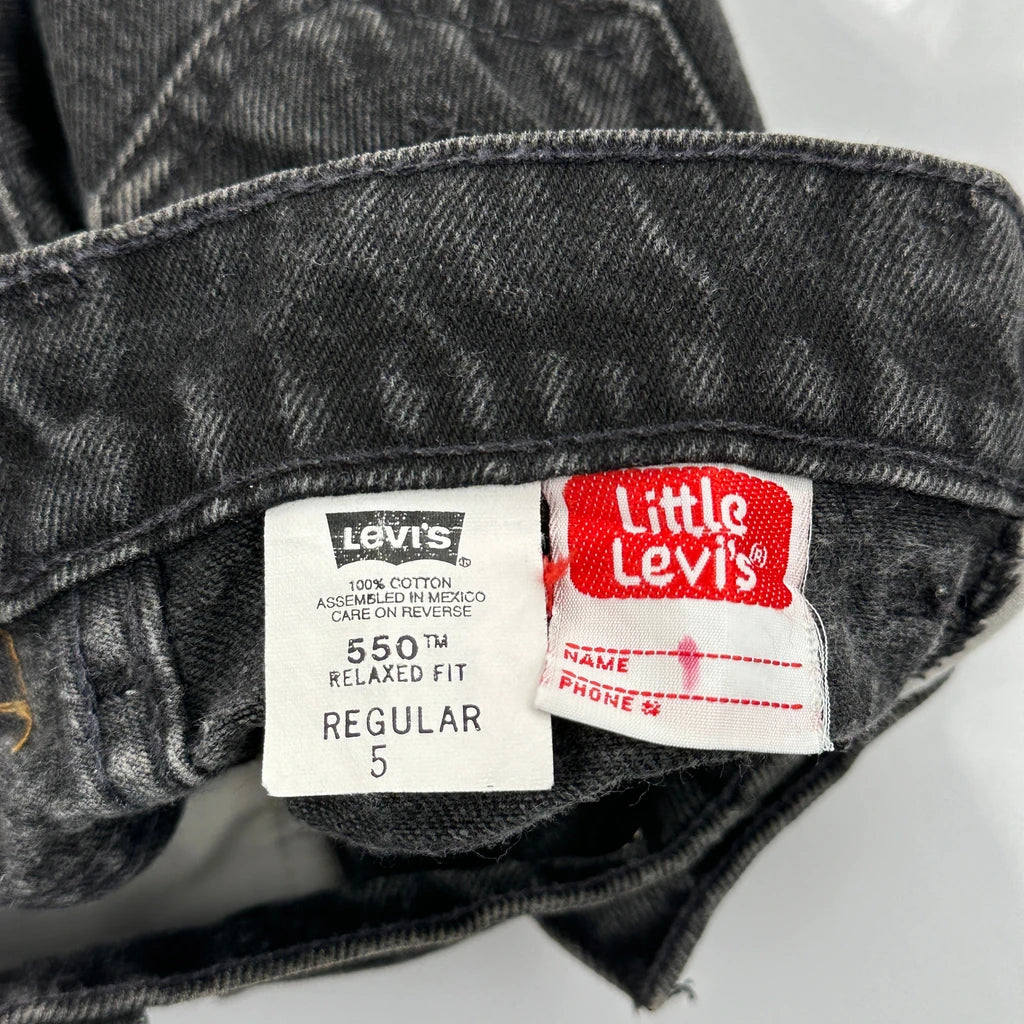 Levi's ®
100% COTTON
ASSEMBLED IN MEXICO
CARE ON REVERSE
550™
RELAXED FIT
REGULAR
5
Little
Levi's®
NAME
PHONE #